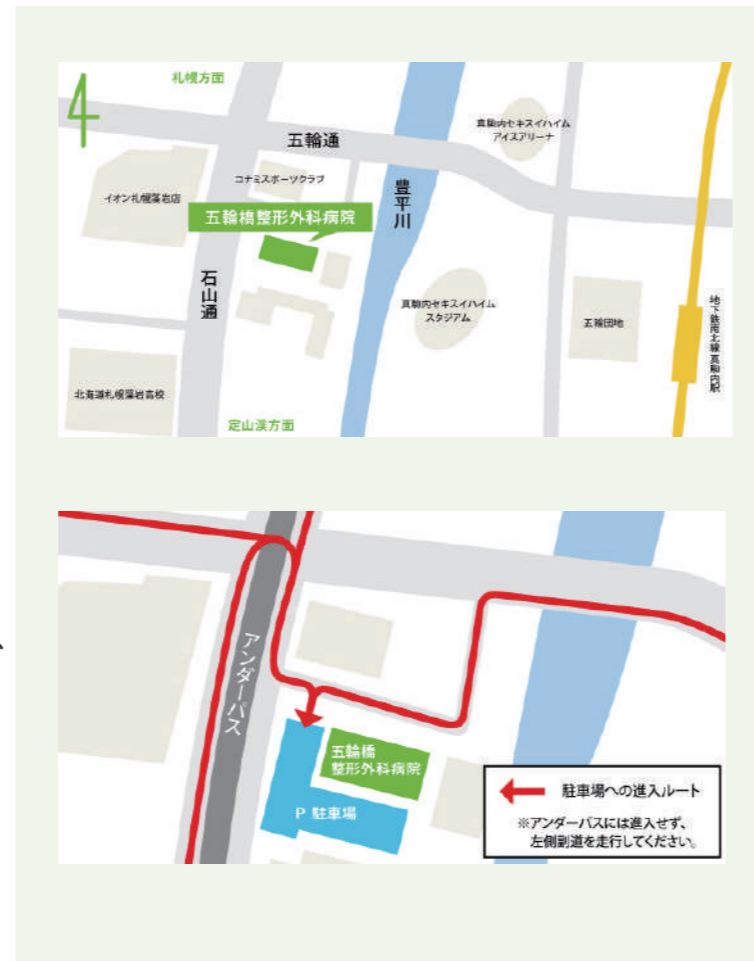 札幌方面
五輪通
真駒内セキスイハイム
アイスアリーナ
コナミスポーツクラブ
イオン札幌藻岩店
五輪橋整形外科病院
豊平川
石山通
真駒内セキスイハイム
スタジアム
五輪団地
地下鉄南北線真駒内駅
北海道札幌藻岩高校
定山渓方面
アンダーパス
五輪橋
整形外科病院
P 駐車場
駐車場への進入ルート
※アンダーパスには進入せず、
左側副道を走行してください。